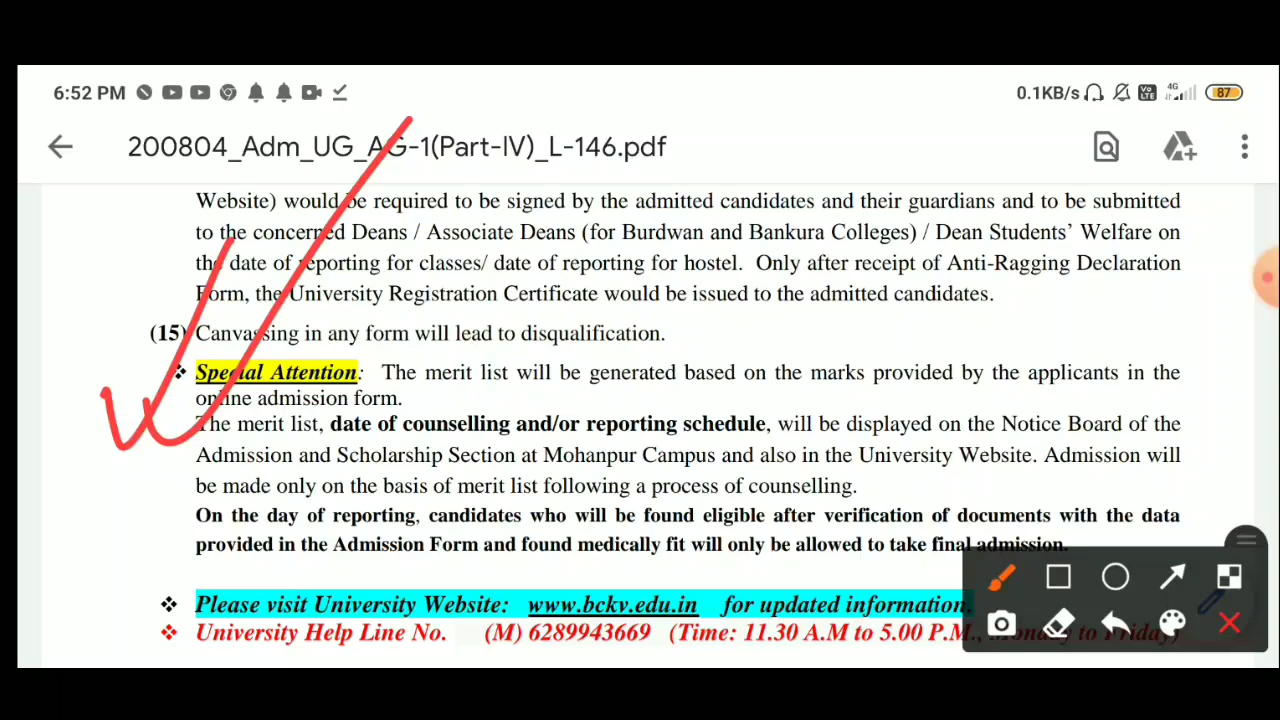 6:52 PM
0.1KB/s Vo LTE 4G 87
200804_Adm_UG_AG-1(Part-IV)_L-146.pdf
Website) would be required to be signed by the admitted candidates and their guardians and to be submitted
to the concerned Deans / Associate Deans (for Burdwan and Bankura Colleges) / Dean Students’ Welfare on
the date of reporting for classes/ date of reporting for hostel. Only after receipt of Anti-Ragging Declaration
Form, the University Registration Certificate would be issued to the admitted candidates.
(15) Canvassing in any form will lead to disqualification.
❖ Special Attention: The merit list will be generated based on the marks provided by the applicants in the
online admission form.
The merit list, date of counselling and/or reporting schedule, will be displayed on the Notice Board of the
Admission and Scholarship Section at Mohanpur Campus and also in the University Website. Admission will
be made only on the basis of merit list following a process of counselling.
On the day of reporting, candidates who will be found eligible after verification of documents with the data
provided in the Admission Form and found medically fit will only be allowed to take final admission.
❖ Please visit University Website: www.bckv.edu.in for updated information.
❖ University Help Line No. (M) 6289943669 (Time: 11.30 A.M to 5.00 P.M., Monday to Friday)